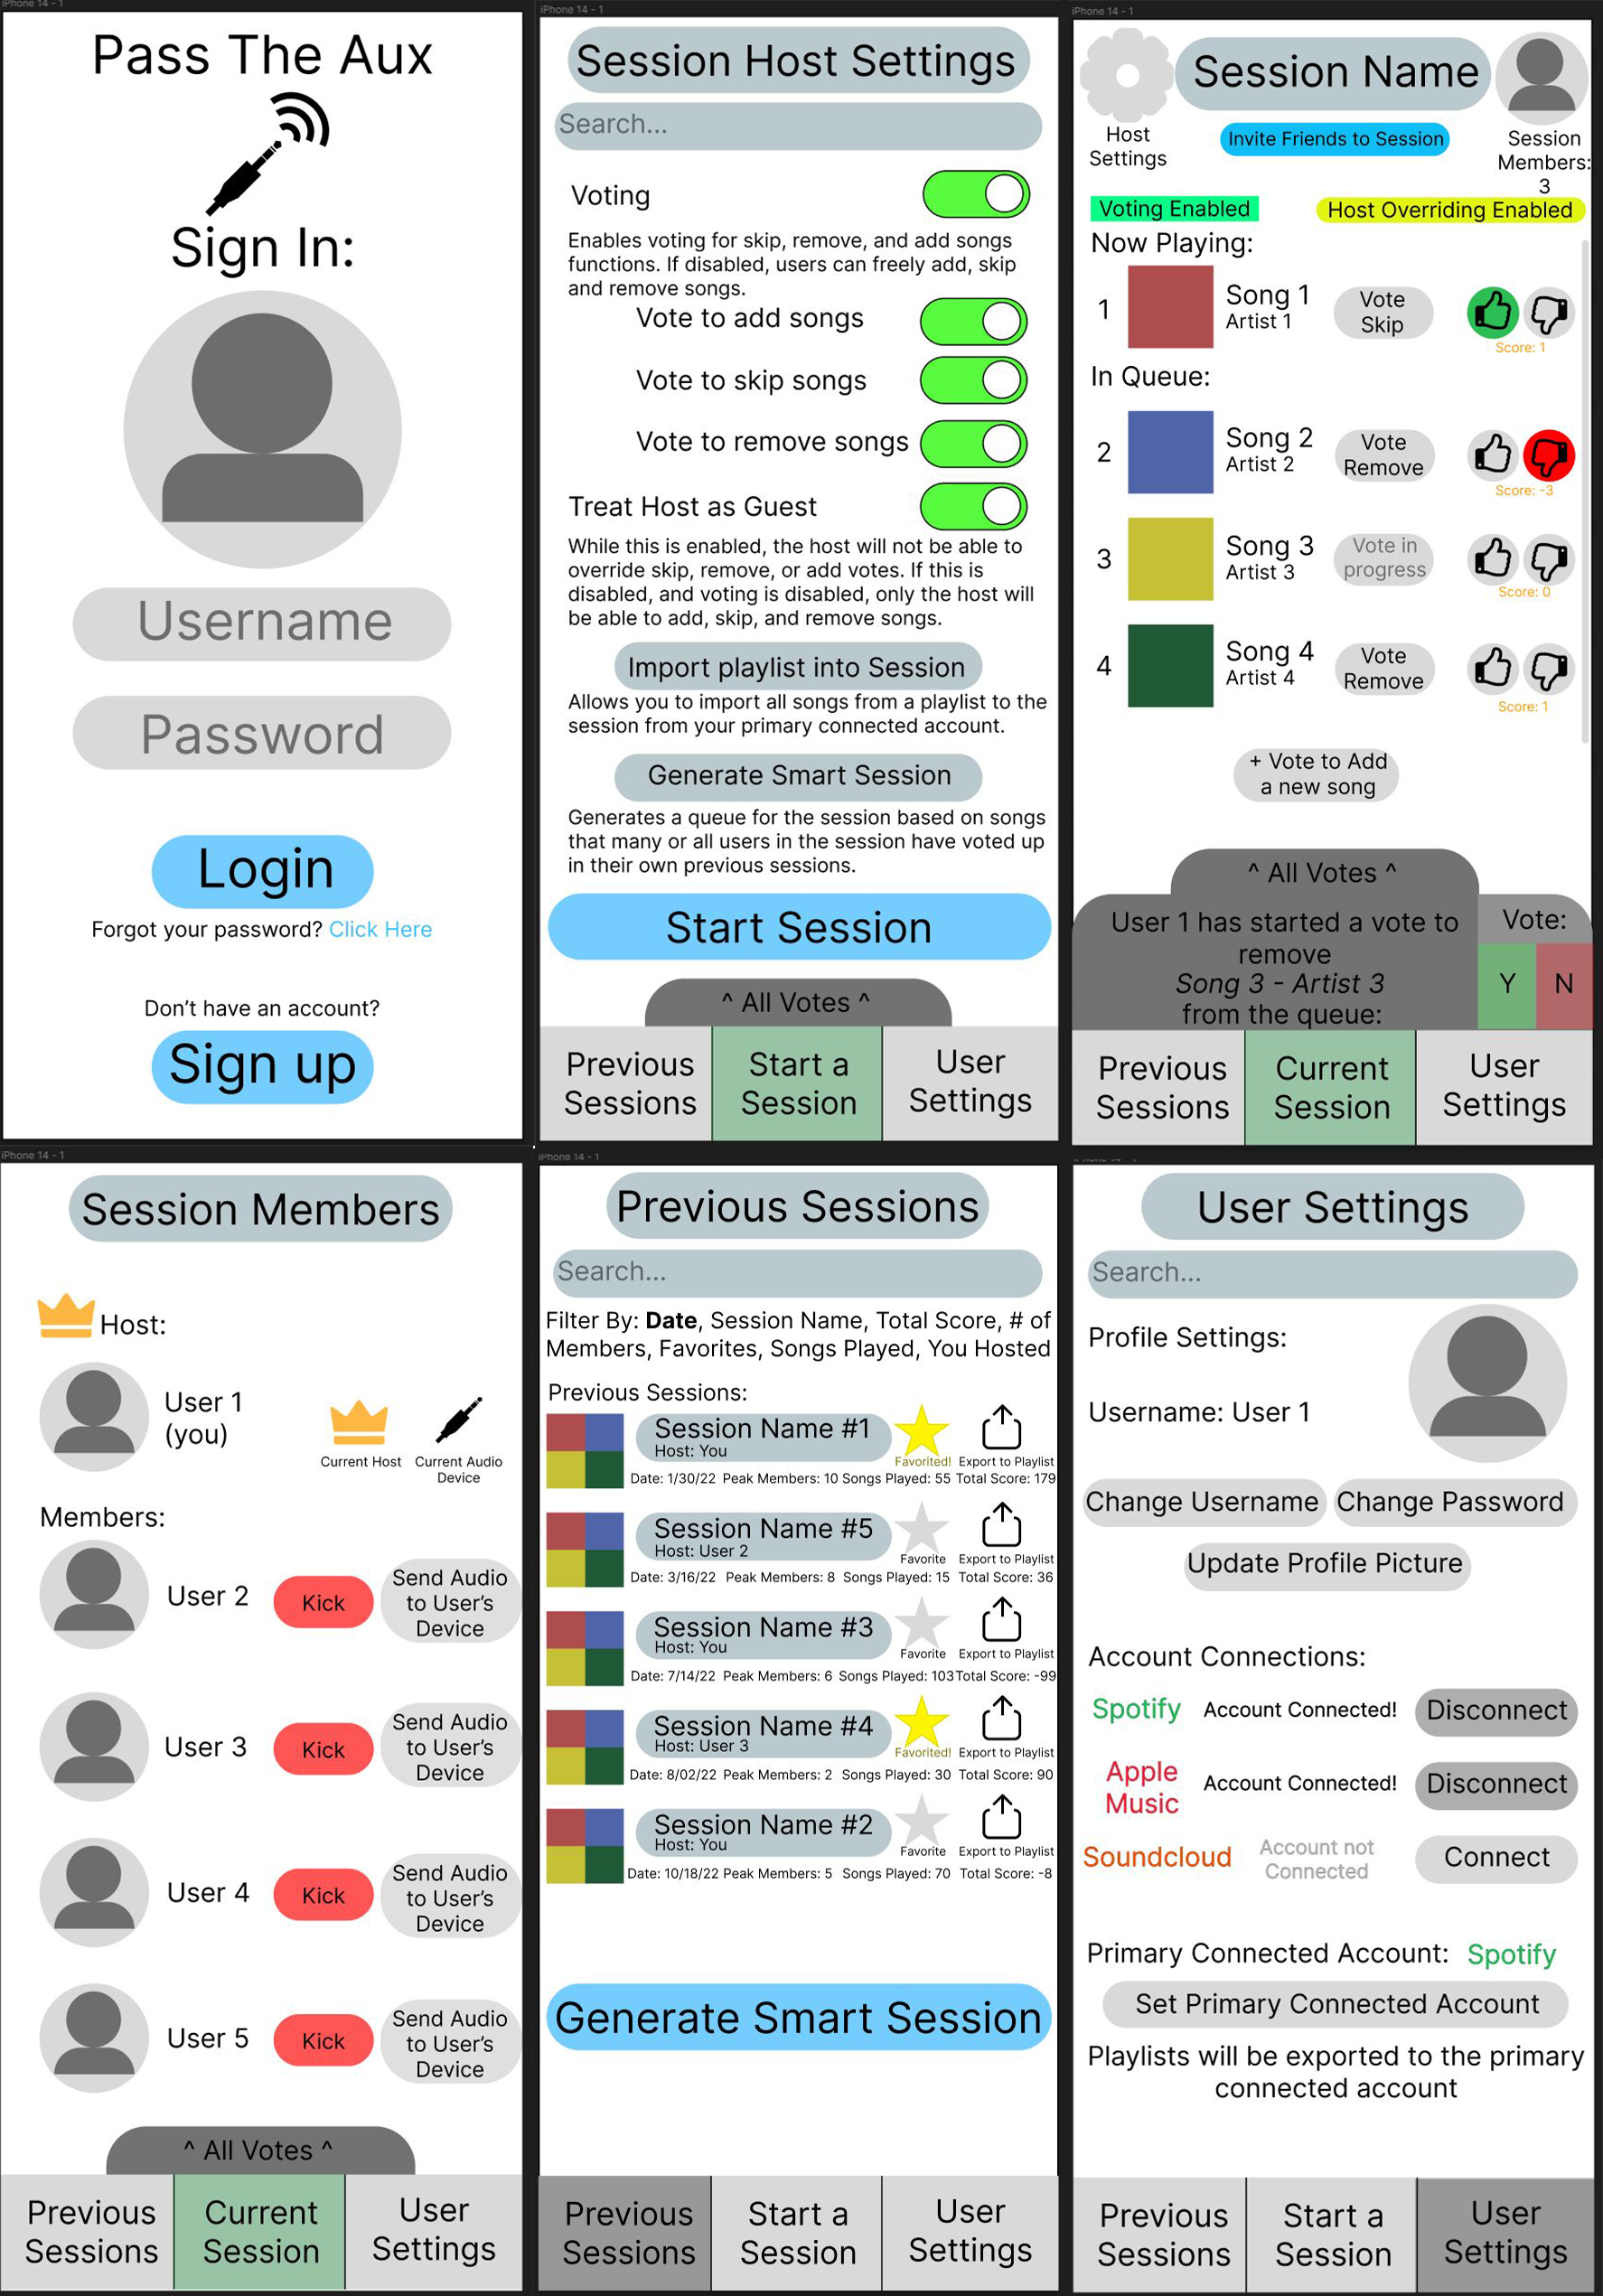 iPhone 14 - 1
Pass The Aux
Sign In:
Username
Password
Login
Forgot your password? Click Here
Don't have an account?
Sign up
iPhone 14 - 1
Session Host Settings
Search...
Voting
Enables voting for skip, remove, and add songs
functions. If disabled, users can freely add, skip
and remove songs.
Vote to add songs
Vote to skip songs
Vote to remove songs
Treat Host as Guest
While this is enabled, the host will not be able to
override skip, remove, or add votes. If this is
disabled, and voting is disabled, only the host will
be able to add, skip, and remove songs.
Import playlist into Session
Allows you to import all songs from a playlist to the
session from your primary connected account.
Generate Smart Session
Generates a queue for the session based on songs
that many or all users in the session have voted up
in their own previous sessions.
Start Session
^ All Votes ^
Previous
Sessions
Start a
Session
User
Settings
iPhone 14 - 1
Session Name
Host
Settings
Invite Friends to Session
Session
Members:
3
Voting Enabled
Host Overriding Enabled
Now Playing:
1
Song 1
Artist 1
Vote
Skip
Score: 1
In Queue:
2
Song 2
Artist 2
Vote
Remove
Score: -3
3
Song 3
Artist 3
Vote in
progress
Score: 0
4
Song 4
Artist 4
Vote
Remove
Score: 1
+ Vote to Add
a new song
^ All Votes ^
User 1 has started a vote to
remove
Song 3 - Artist 3
from the queue:
Vote:
Y
N
Previous
Sessions
Current
Session
User
Settings
iPhone 14 - 1
Session Members
Host:
User 1
(you)
Current Host
Current Audio
Device
Members:
User 2
Kick
Send Audio
to User's
Device
User 3
Kick
Send Audio
to User's
Device
User 4
Kick
Send Audio
to User's
Device
User 5
Kick
Send Audio
to User's
Device
^ All Votes ^
Previous
Sessions
Current
Session
User
Settings
iPhone 14 - 1
Previous Sessions
Search...
Filter By: Date, Session Name, Total Score, # of
Members, Favorites, Songs Played, You Hosted
Previous Sessions:
Session Name #1
Host: You
Favorited!
Export to Playlist
Date: 1/30/22 Peak Members: 10 Songs Played: 55 Total Score: 179
Session Name #5
Host: User 2
Favorite
Export to Playlist
Date: 3/16/22 Peak Members: 8 Songs Played: 15 Total Score: 36
Session Name #3
Host: You
Favorite
Export to Playlist
Date: 7/14/22 Peak Members: 6 Songs Played: 103 Total Score: -99
Session Name #4
Host: User 3
Favorited!
Export to Playlist
Date: 8/02/22 Peak Members: 2 Songs Played: 30 Total Score: 90
Session Name #2
Host: You
Favorite
Export to Playlist
Date: 10/18/22 Peak Members: 5 Songs Played: 70 Total Score: -8
Generate Smart Session
Previous
Sessions
Start a
Session
User
Settings
User Settings
Search...
Profile Settings:
Username: User 1
Change Username
Change Password
Update Profile Picture
Account Connections:
Spotify
Account Connected!
Disconnect
Apple
Music
Account Connected!
Disconnect
Soundcloud
Account not
Connected
Connect
Primary Connected Account: Spotify
Set Primary Connected Account
Playlists will be exported to the primary
connected account
Previous
Sessions
Start a
Session
User
Settings